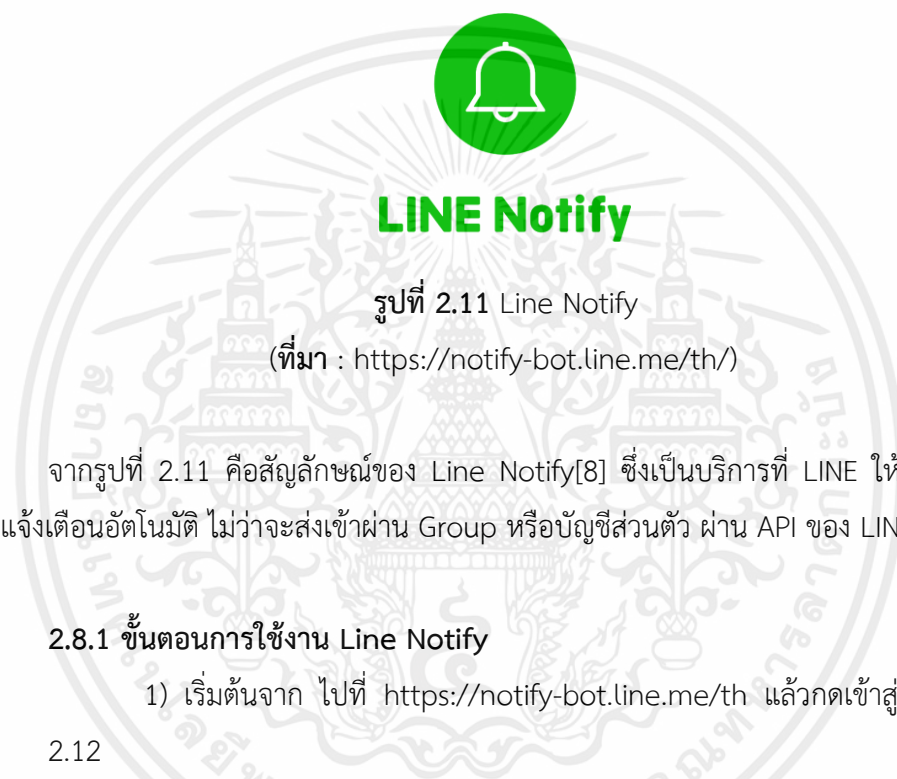 LINE Notify
รูปที่ 2.11 Line Notify
(ที่มา : https://notify-bot.line.me/th/)
จากรูปที่ 2.11 คือสัญลักษณ์ของ Line Notify[8] ซึ่งเป็นบริการที่ LINE ให้
แจ้งเตือนอัตโนมัติ ไม่ว่าจะส่งเข้าผ่าน Group หรือบัญชีส่วนตัว ผ่าน API ของ LIN
2.8.1 ขั้นตอนการใช้งาน Line Notify
1) เริ่มต้นจาก ไปที่ https://notify-bot.line.me/th แล้วกดเข้าสู่
2.12